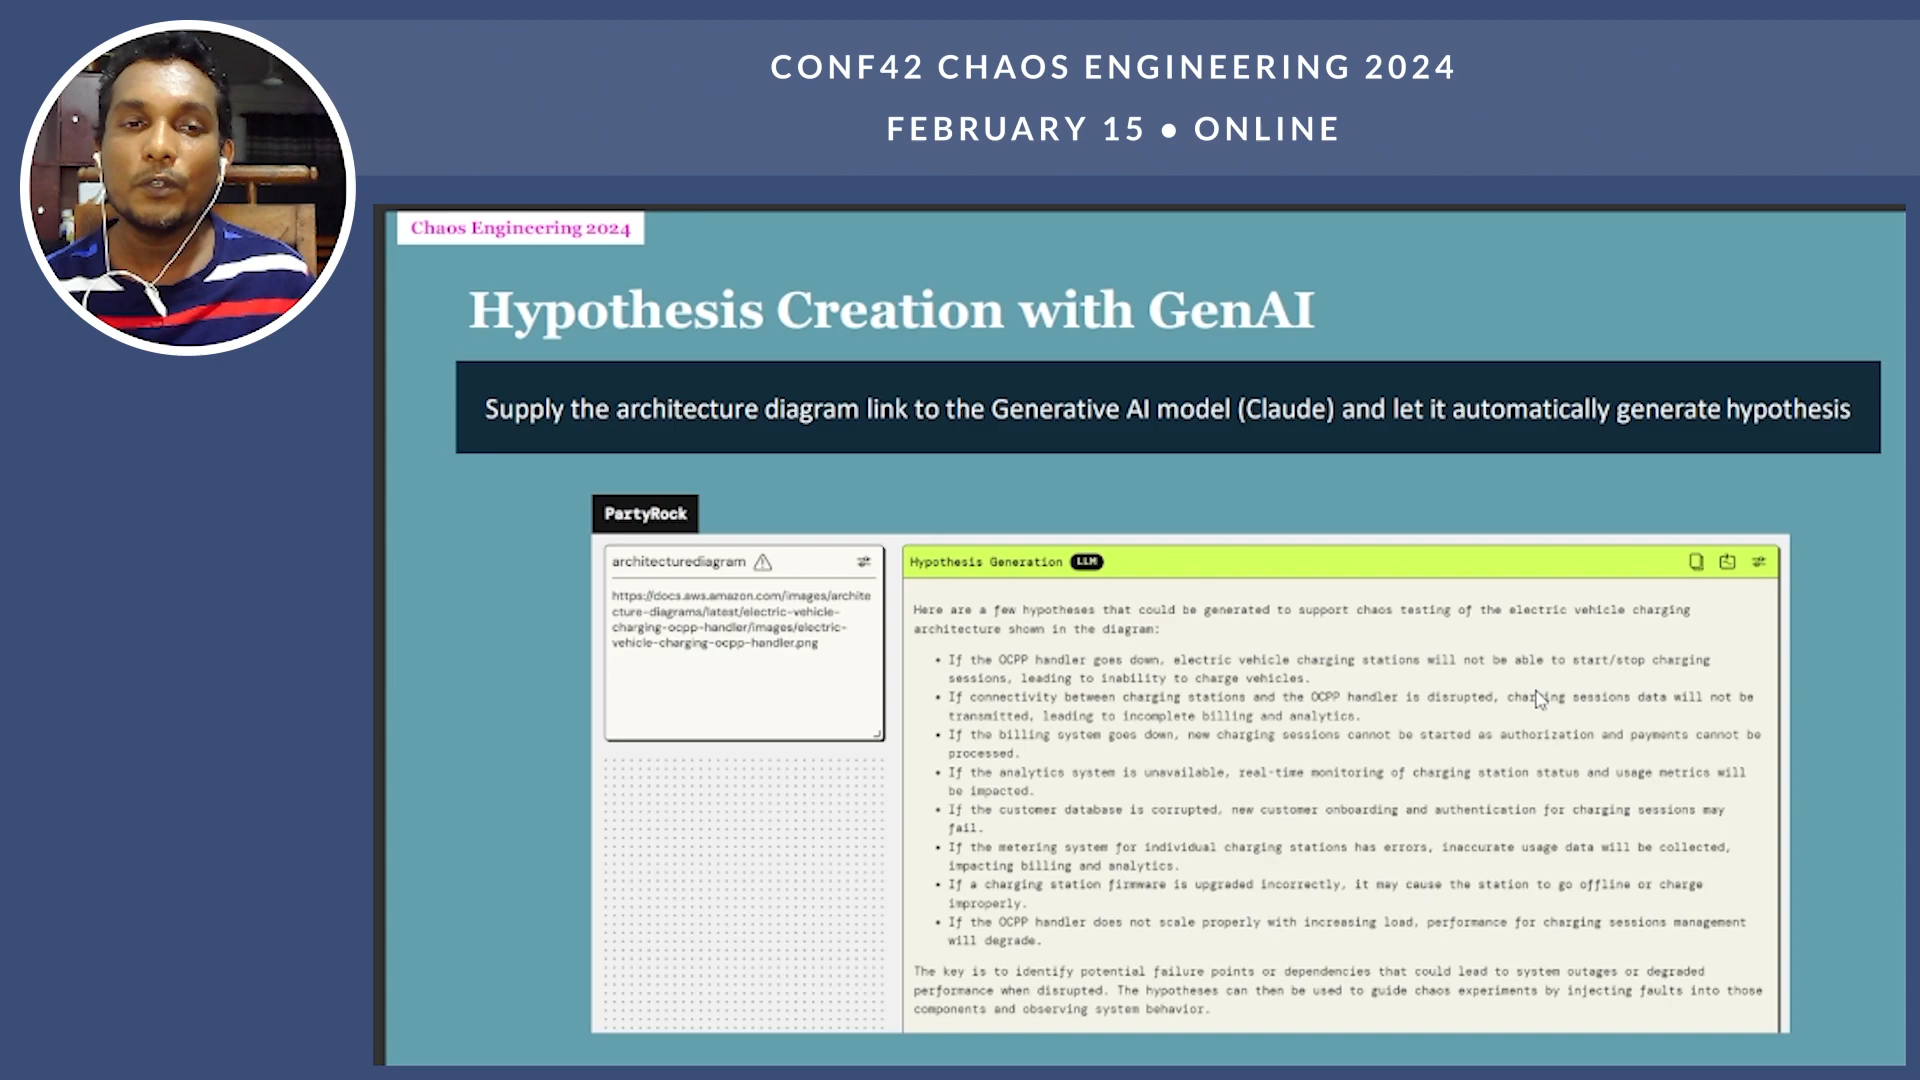 CONF42 CHAOS ENGINEERING 2024
FEBRUARY 15 • ONLINE
Chaos Engineering 2024
Hypothesis Creation with GenAI
Supply the architecture diagram link to the Generative AI model (Claude) and let it automatically generate hypothesis
PartyRock
architecturediagram
https://docs.aws.amazon.com/images/archite
cture-diagrams/latest/electric-vehicle-
charging-ocpp-handler/images/electric-
vehicle-charging-ocpp-handler.png
Hypothesis Generation LLM
Here are a few hypotheses that could be generated to support chaos testing of the electric vehicle charging
architecture shown in the diagram:
• If the OCPP handler goes down, electric vehicle charging stations will not be able to start/stop charging
sessions, leading to inability to charge vehicles.
• If connectivity between charging stations and the OCPP handler is disrupted, charging sessions data will not be
transmitted, leading to incomplete billing and analytics.
• If the billing system goes down, new charging sessions cannot be started as authorization and payments cannot be
processed.
• If the analytics system is unavailable, real-time monitoring of charging station status and usage metrics will
be impacted.
• If the customer database is corrupted, new customer onboarding and authentication for charging sessions may
fail.
• If the metering system for individual charging stations has errors, inaccurate usage data will be collected,
impacting billing and analytics.
• If a charging station firmware is upgraded incorrectly, it may cause the station to go offline or charge
improperly.
• If the OCPP handler does not scale properly with increasing load, performance for charging sessions management
will degrade.
The key is to identify potential failure points or dependencies that could lead to system outages or degraded
performance when disrupted. The hypotheses can then be used to guide chaos experiments by injecting faults into those
components and observing system behavior.